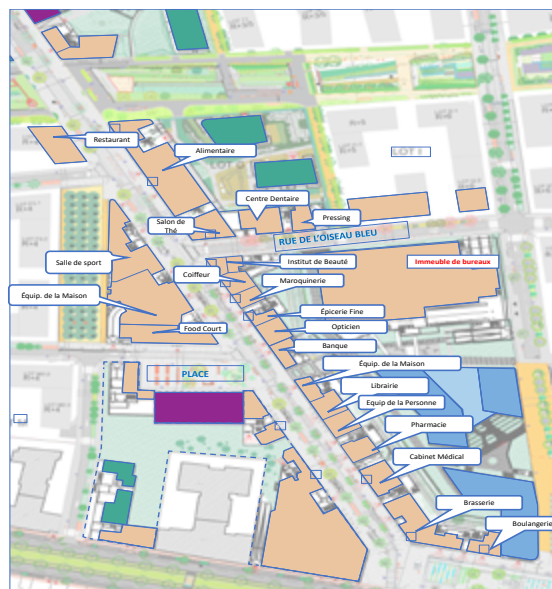 LOT I
Restaurant
Alimentaire
Centre Dentaire
Salon de
Thé
Pressing
RUE DE L'OISEAU BLEU
Salle de sport
Institut de Beauté
Immeuble de bureaux
Coiffeur
Maroquinerie
Équip. de la Maison
Épicerie Fine
Food Court
Opticien
Banque
PLACE
Équip. de la Maison
Librairie
Equip de la Personne
Pharmacie
Cabinet Médical
Brasserie
Boulangerie